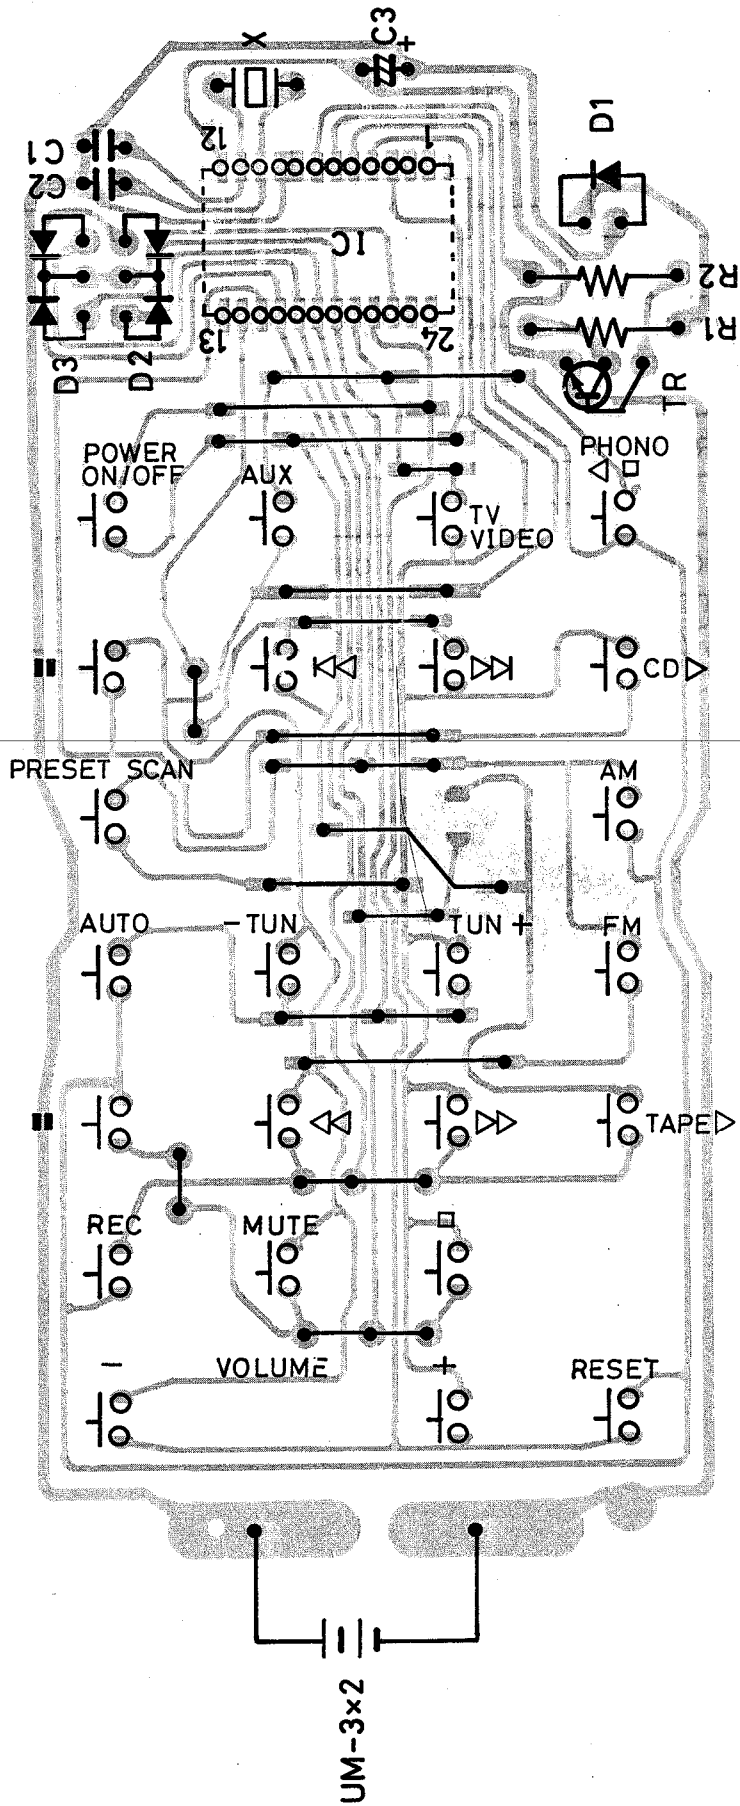 X
C3
+
D1
C1
12
1
C2
IC
R2
13
24
R1
D3
D2
TR
POWER
ON/OFF
AUX
TV
VIDEO
PHONO
CD
PRESET SCAN
AM
AUTO
-TUN
TUN+
FM
TAPE
REC
MUTE
-
VOLUME
+
RESET
UM-3×2